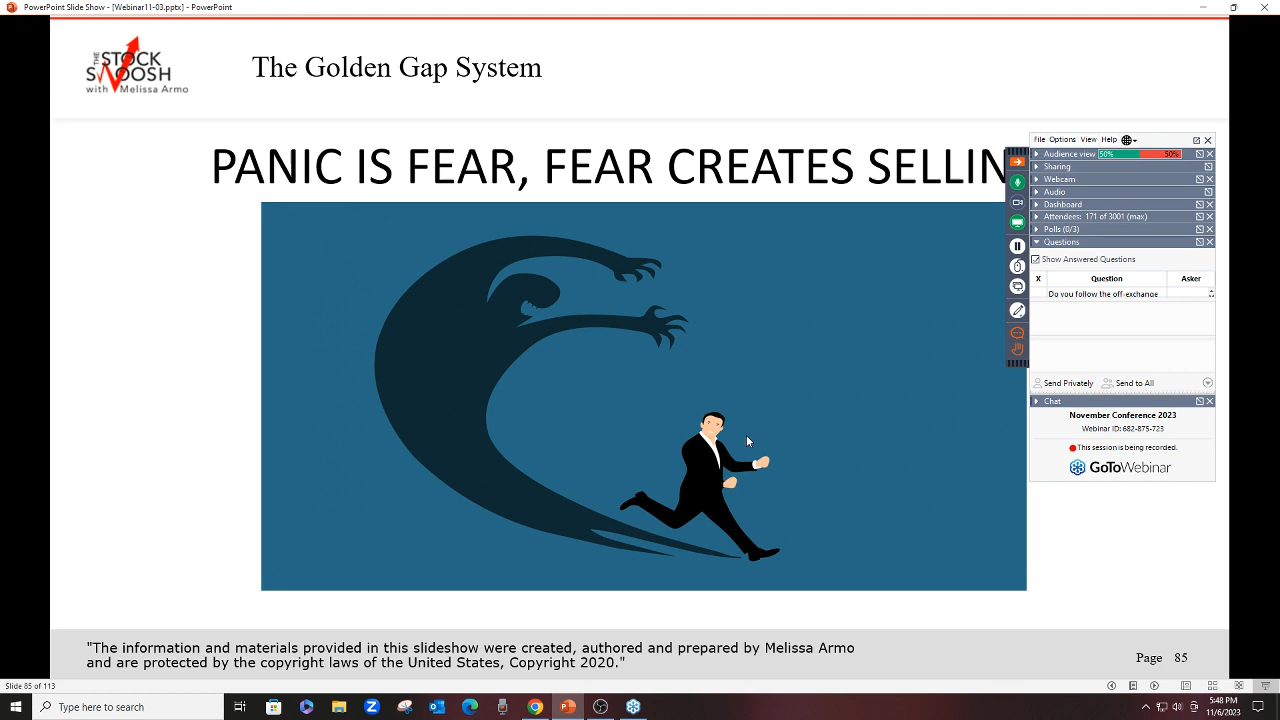 PowerPoint Slide Show - [Webinar11-03.pptx] - PowerPoint
THE
STOCK
SWOOSH
with Melissa Armo
The Golden Gap System
PANIC IS FEAR, FEAR CREATES SELLIN
File Options View Help
Audience view 50% 50%
Sharing
Webcam
Audio
Dashboard
Attendees: 171 of 3001 (max)
Polls (0/3)
Questions
Show Answered Questions
X Question Asker
Do you follow the off-exchange
Send Privately Send to All
Chat
November Conference 2023
Webinar ID: 682-875-723
This session is being recorded.
GoToWebinar
"The information and materials provided in this slideshow were created, authored and prepared by Melissa Armo
and are protected by the copyright laws of the United States, Copyright 2020."
Page 85
Slide 85 of 113
Type here to search
5:48 PM
11/6/2023